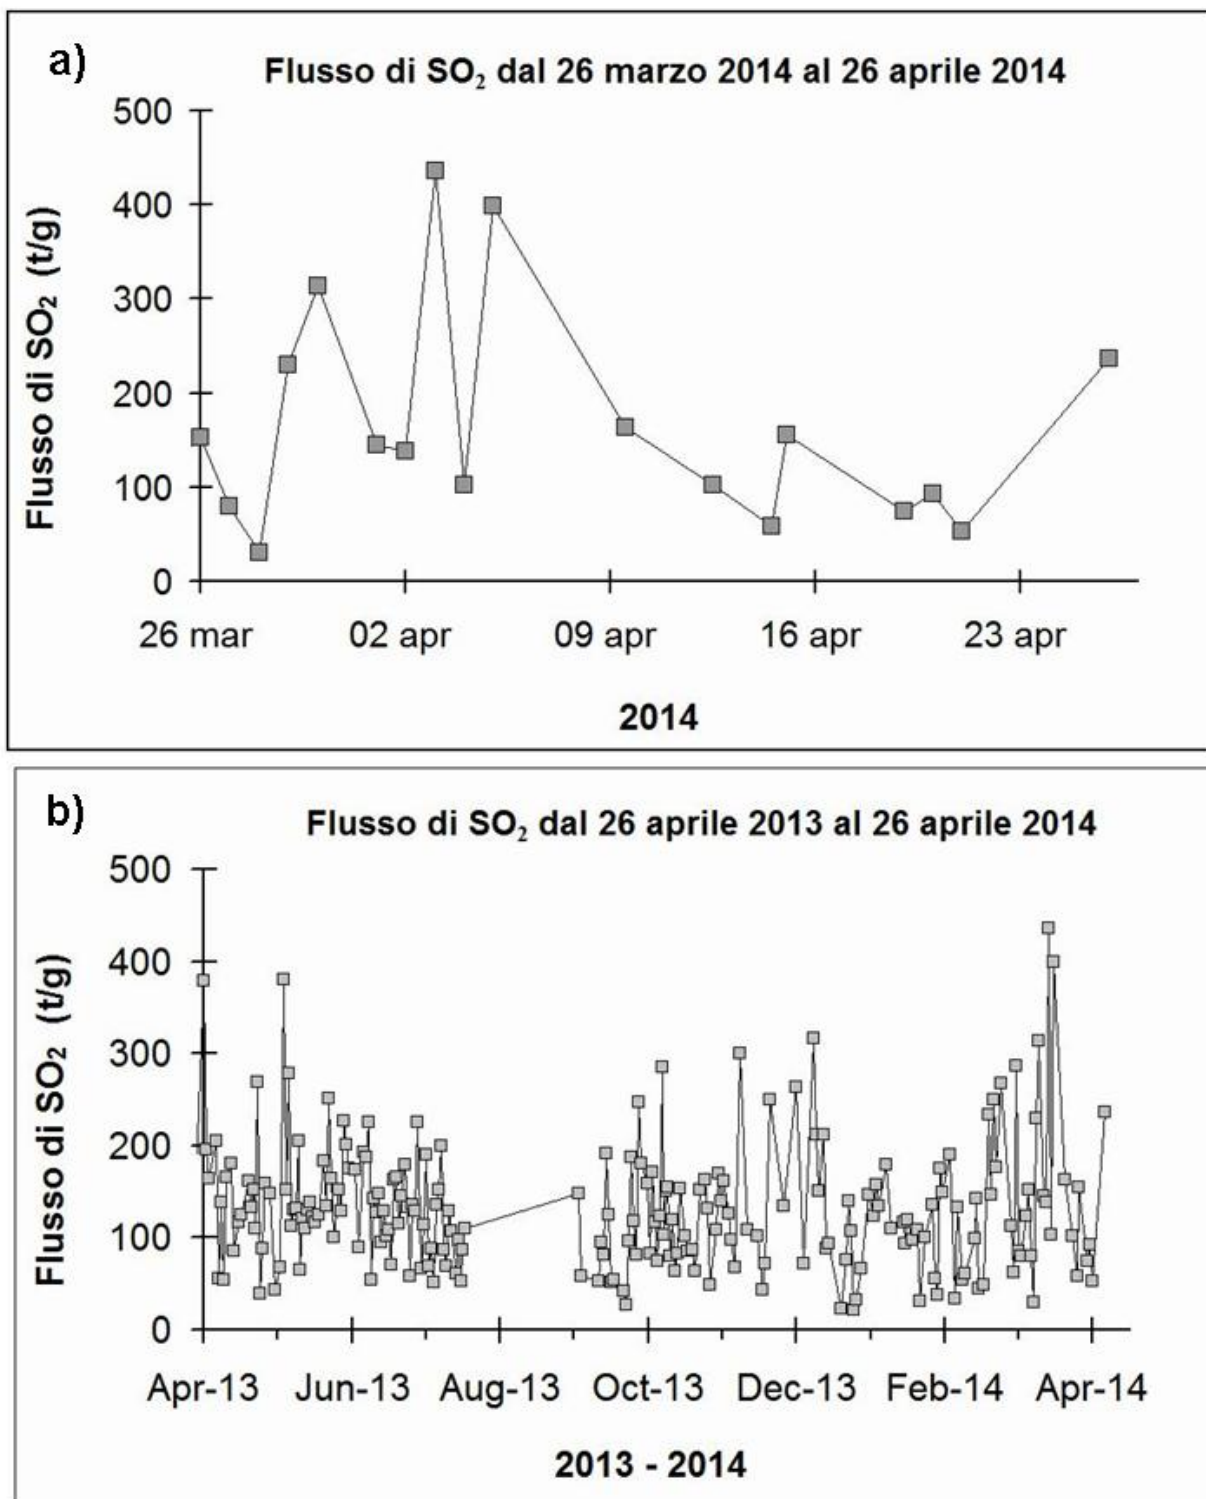 a)
Flusso di SO₂ dal 26 marzo 2014 al 26 aprile 2014
Flusso di SO₂ (t/g)
500
400
300
200
100
0
26 mar 02 apr 09 apr 16 apr 23 apr
2014
b)
Flusso di SO₂ dal 26 aprile 2013 al 26 aprile 2014
Flusso di SO₂ (t/g)
500
400
300
200
100
0
Apr-13 Jun-13 Aug-13 Oct-13 Dec-13 Feb-14 Apr-14
2013 - 2014